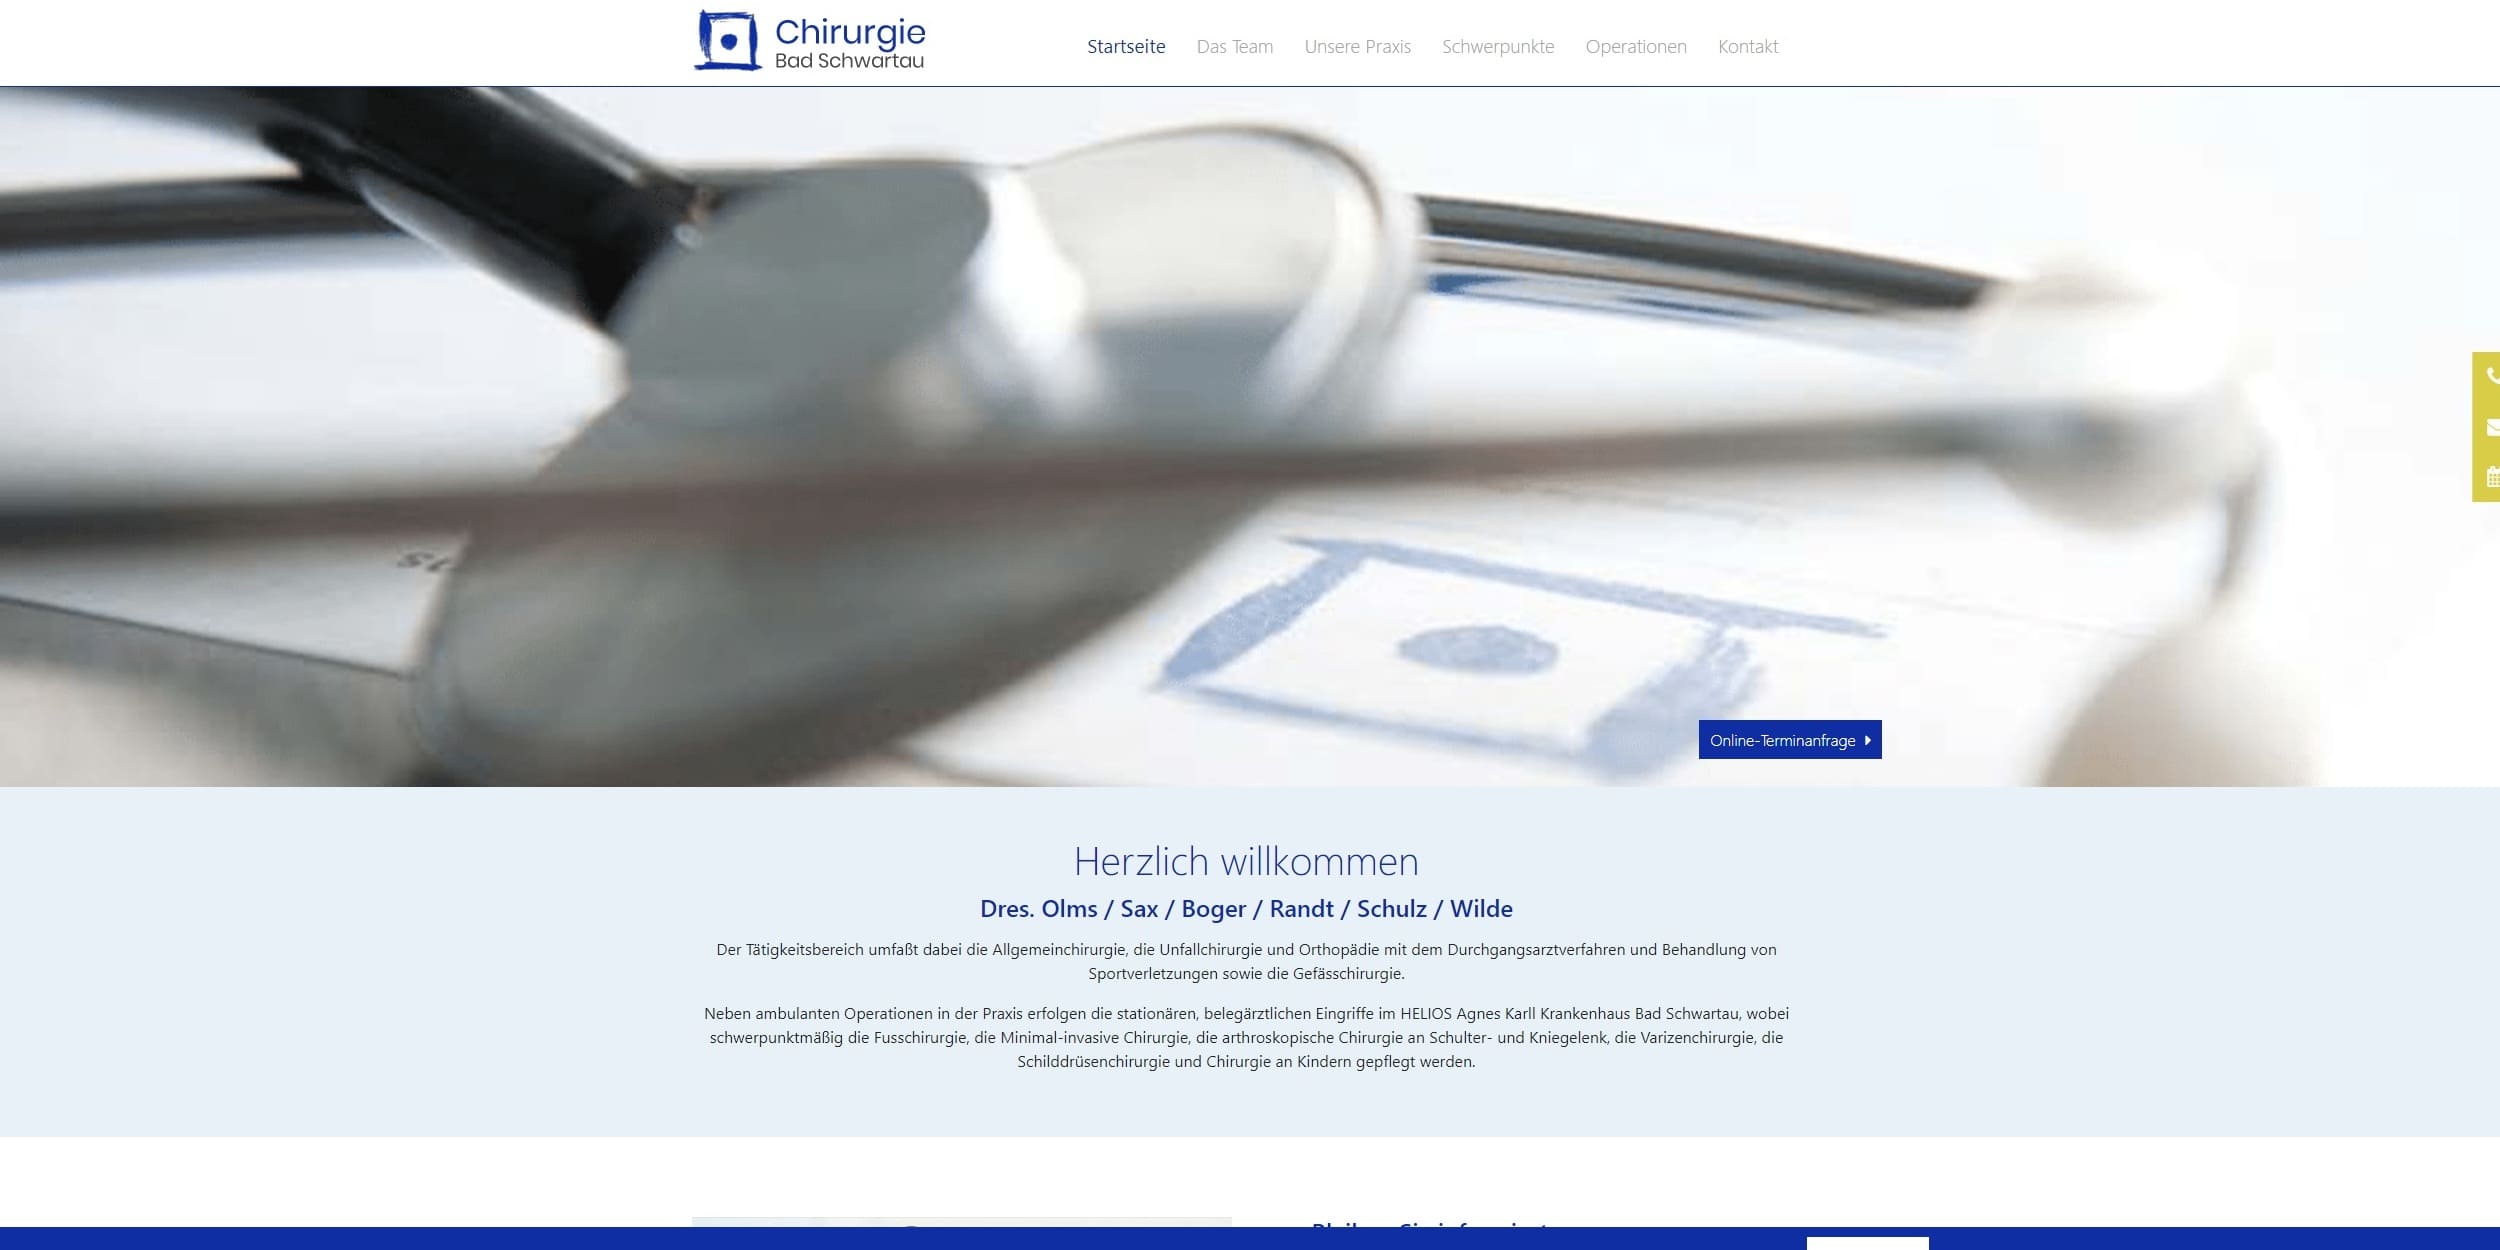 Chirurgie
Bad Schwartau
Startseite Das Team Unsere Praxis Schwerpunkte Operationen Kontakt
Online-Terminanfrage
Herzlich willkommen
Dres. Olms / Sax / Boger / Randt / Schulz / Wilde
Der Tätigkeitsbereich umfaßt dabei die Allgemeinchirurgie, die Unfallchirurgie und Orthopädie mit dem Durchgangsarztverfahren und Behandlung von
Sportverletzungen sowie die Gefässchirurgie.
Neben ambulanten Operationen in der Praxis erfolgen die stationären, belegärztlichen Eingriffe im HELIOS Agnes Karll Krankenhaus Bad Schwartau, wobei
schwerpunktmäßig die Fusschirurgie, die Minimal-invasive Chirurgie, die arthroskopische Chirurgie an Schulter- und Kniegelenk, die Varizenchirurgie, die
Schilddrüsenchirurgie und Chirurgie an Kindern gepflegt werden.